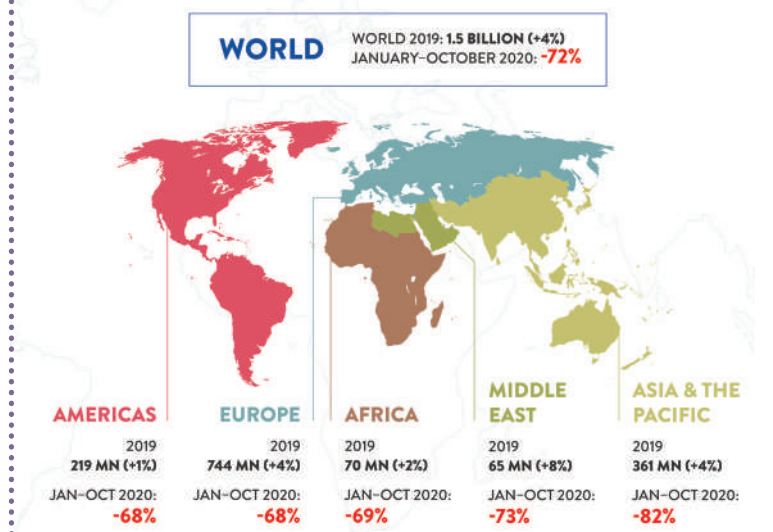 WORLD
WORLD 2019: 1.5 BILLION (+4%)
JANUARY–OCTOBER 2020: -72%
AMERICAS
2019
219 MN (+1%)
JAN–OCT 2020:
-68%
EUROPE
2019
744 MN (+4%)
JAN–OCT 2020:
-68%
AFRICA
2019
70 MN (+2%)
JAN–OCT 2020:
-69%
MIDDLE
EAST
2019
65 MN (+8%)
JAN–OCT 2020:
-73%
ASIA & THE
PACIFIC
2019
361 MN (+4%)
JAN–OCT 2020:
-82%